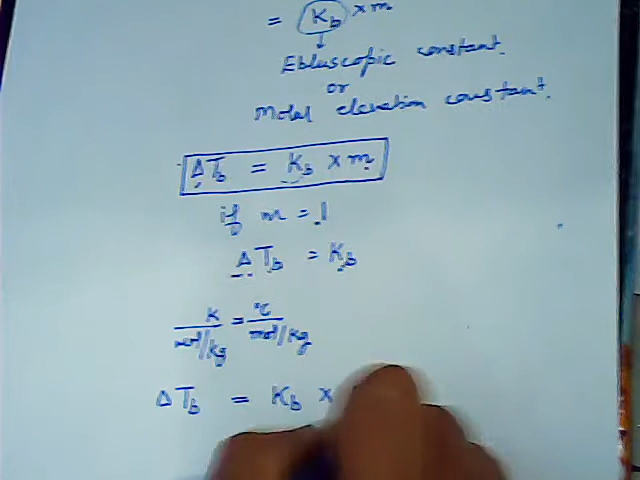 = Kb × m
Ebluscopic constant.
or
Molal elevation constant.
ΔTb = Kb × m
if m = 1
ΔTb = Kb
K/mol/kg = °C/mol/kg
ΔTb = Kb ×